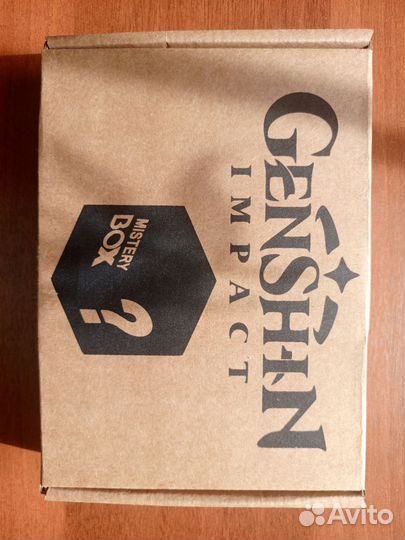 GENSHIN
IMPACT
MISTERY
BOX
?
Avito